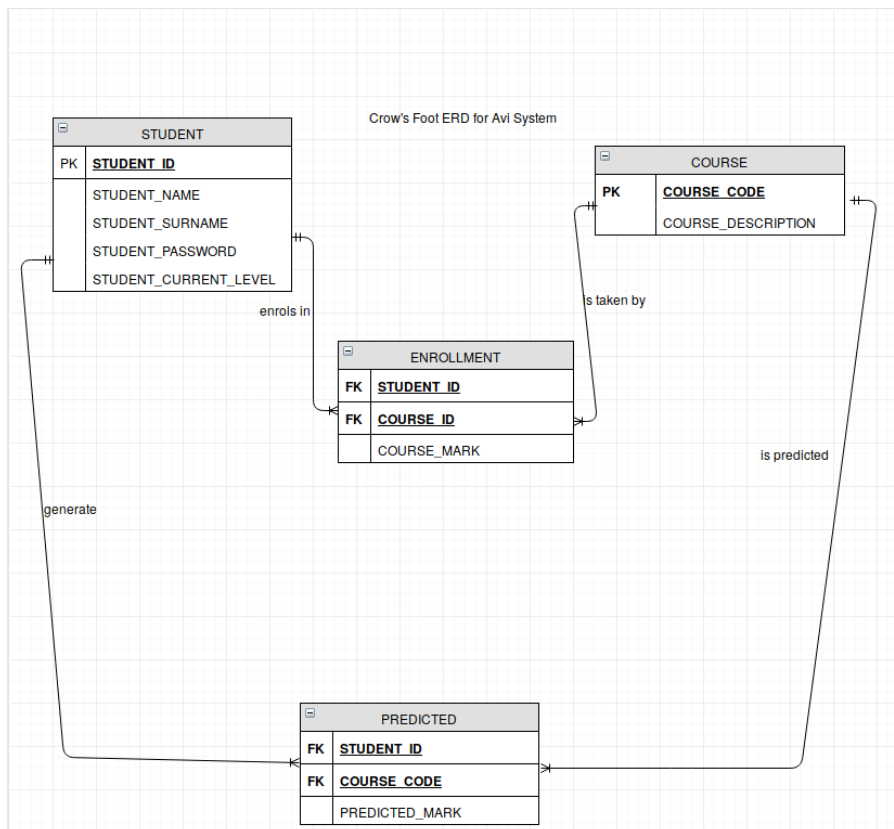 Crow's Foot ERD for Avi System
STUDENT
PK STUDENT_ID
STUDENT_NAME
STUDENT_SURNAME
STUDENT_PASSWORD
STUDENT_CURRENT_LEVEL
COURSE
PK COURSE_CODE
COURSE_DESCRIPTION
enrols in
is taken by
ENROLLMENT
FK STUDENT_ID
FK COURSE_ID
COURSE_MARK
is predicted
generate
PREDICTED
FK STUDENT_ID
FK COURSE_CODE
PREDICTED_MARK